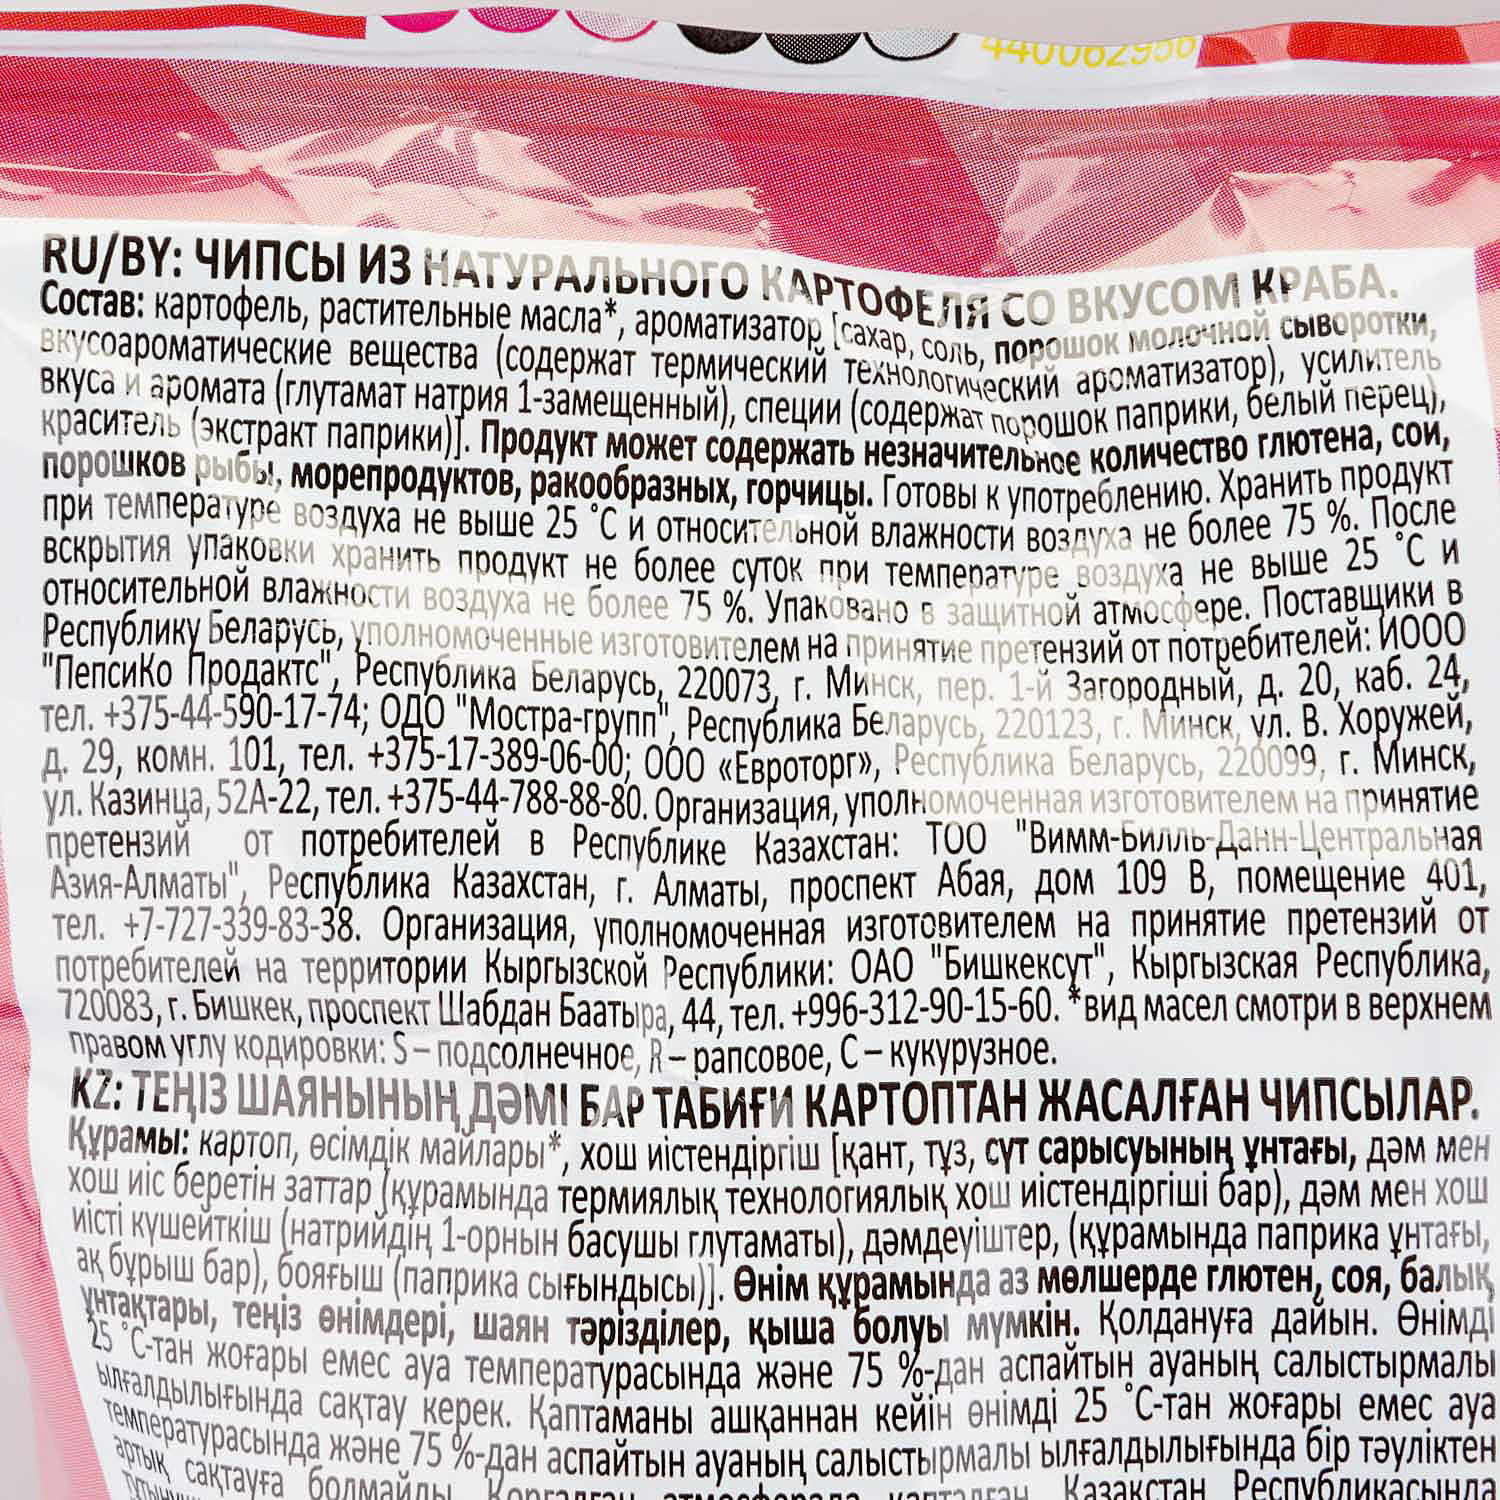 440062956
RU/BY: ЧИПСЫ ИЗ НАТУРАЛЬНОГО КАРТОФЕЛЯ СО ВКУСОМ КРАБА.
Состав: картофель, растительные масла*, ароматизатор [сахар, соль, порошок молочной сыворотки,
вкусоароматические вещества (содержат термический технологический ароматизатор), усилитель
вкуса и аромата (глутамат натрия 1-замещенный), специи (содержат порошок паприки, белый перец),
краситель (экстракт паприки)]. Продукт может содержать незначительное количество глютена, сои,
порошков рыбы, морепродуктов, ракообразных, горчицы. Готовы к употреблению. Хранить продукт
при температуре воздуха не выше 25 °С и относительной влажности воздуха не более 75 %. После
вскрытия упаковки хранить продукт не более суток при температуре воздуха не выше 25 °С и
относительной влажности воздуха не более 75 %. Упаковано в защитной атмосфере. Поставщики в
Республику Беларусь, уполномоченные изготовителем на принятие претензий от потребителей: ИООО
"ПепсиКо Продактс", Республика Беларусь, 220073, г. Минск, пер. 1-й Загородный, д. 20, каб. 24,
тел. +375-44-590-17-74; ОДО "Мостра-групп", Республика Беларусь, 220123, г. Минск, ул. В. Хоружей,
д. 29, комн. 101, тел. +375-17-389-06-00; ООО «Евроторг», Республика Беларусь, 220099, г. Минск,
ул. Казинца, 52А-22, тел. +375-44-788-88-80. Организация, уполномоченная изготовителем на принятие
претензий от потребителей в Республике Казахстан: ТОО "Вимм-Билль-Данн-Центральная
Азия-Алматы", Республика Казахстан, г. Алматы, проспект Абая, дом 109 В, помещение 401,
тел. +7-727-339-83-38. Организация, уполномоченная изготовителем на принятие претензий от
потребителей на территории Кыргызской Республики: ОАО "Бишкексут", Кыргызская Республика,
720083, г. Бишкек, проспект Шабдан Баатыра, 44, тел. +996-312-90-15-60. *вид масел смотри в верхнем
правом углу кодировки: S – подсолнечное, R – рапсовое, C – кукурузное.
KZ: ТЕҢІЗ ШАЯНЫНЫҢ ДӘМІ БАР ТАБИҒИ КАРТОПТАН ЖАСАЛҒАН ЧИПСЫЛАР.
Құрамы: картоп, өсімдік майлары*, хош иістендіргіш [қант, тұз, сүт сарысуының ұнтағы, дәм мен
хош иіс беретін заттар (құрамында термиялық технологиялық хош иістендіргіші бар), дәм мен хош
иісті күшейткіш (натрийдің 1-орнын басушы глутаматы), дәмдеуіштер, (құрамында паприка ұнтағы,
ақ бұрыш бар), бояғыш (паприка сығындысы)]. Өнім құрамында аз мөлшерде глютен, соя, балық
ұнтақтары, теңіз өнімдері, шаян тәрізділер, қыша болуы мүмкін. Қолдануға дайын. Өнімді
25 °С-тан жоғары емес ауа температурасында және 75 %-дан аспайтын ауаның салыстырмалы
ылғалдылығында сақтау керек. Қаптаманы ашқаннан кейін өнімді 25 °С-тан жоғары емес ауа
температурасында және 75 %-дан аспайтын ауаның салыстырмалы ылғалдылығында бір тәуліктен
артық сақтауға болмайды. Қорғалған атмосферада қапталған. Қазақстан Республикасында